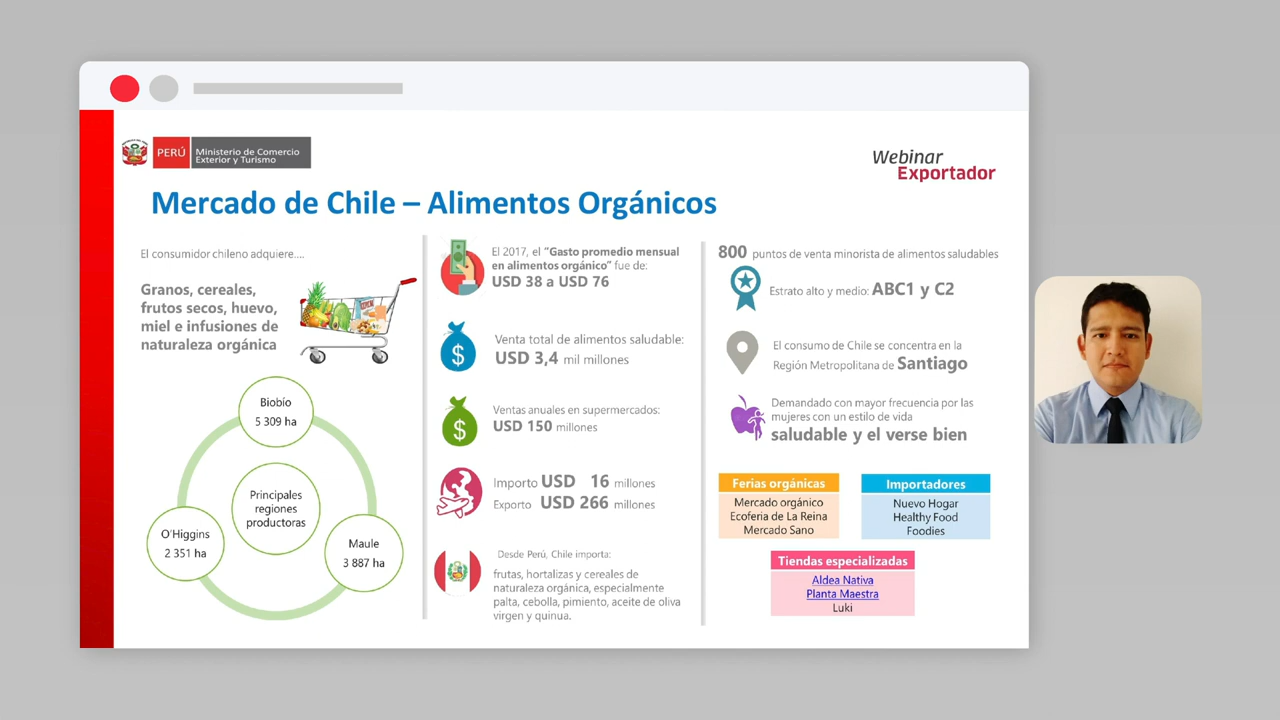 PERÚ
Ministerio de Comercio
Exterior y Turismo
Webinar
Exportador
Mercado de Chile – Alimentos Orgánicos
El consumidor chileno adquiere....
Granos, cereales,
frutos secos, huevo,
miel e infusiones de
naturaleza orgánica
Biobío
5 309 ha
Principales
regiones
productoras
O'Higgins
2 351 ha
Maule
3 887 ha
El 2017, el "Gasto promedio mensual
en alimentos orgánico" fue de:
USD 38 a USD 76
$
Venta total de alimentos saludable:
USD 3,4 mil millones
$
Ventas anuales en supermercados:
USD 150 millones
Importo USD 16 millones
Exporto USD 266 millones
Desde Perú, Chile importa:
frutas, hortalizas y cereales de
naturaleza orgánica, especialmente
palta, cebolla, pimiento, aceite de oliva
virgen y quinua.
800 puntos de venta minorista de alimentos saludables
Estrato alto y medio: ABC1 y C2
El consumo de Chile se concentra en la
Región Metropolitana de Santiago
Demandado con mayor frecuencia por las
mujeres con un estilo de vida
saludable y el verse bien
Ferias orgánicas
Mercado orgánico
Ecoferia de La Reina
Mercado Sano
Importadores
Nuevo Hogar
Healthy Food
Foodies
Tiendas especializadas
Aldea Nativa
Planta Maestra
Luki